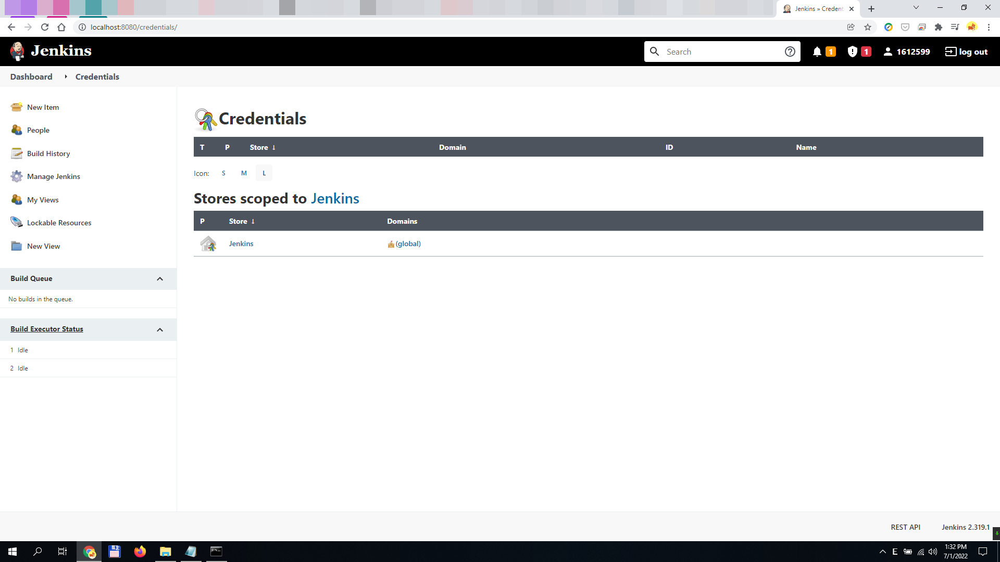 Jenkins » Credent
localhost:8080/credentials/
Jenkins
Search
1
1
1612599
log out
Dashboard
Credentials
New Item
People
Build History
Manage Jenkins
My Views
Lockable Resources
New View
Build Queue
No builds in the queue.
Build Executor Status
1 Idle
2 Idle
Credentials
T P Store ↓ Domain ID Name
Icon: S M L
Stores scoped to Jenkins
P Store ↓ Domains
Jenkins (global)
REST API
Jenkins 2.319.1
E
1:32 PM
7/1/2022